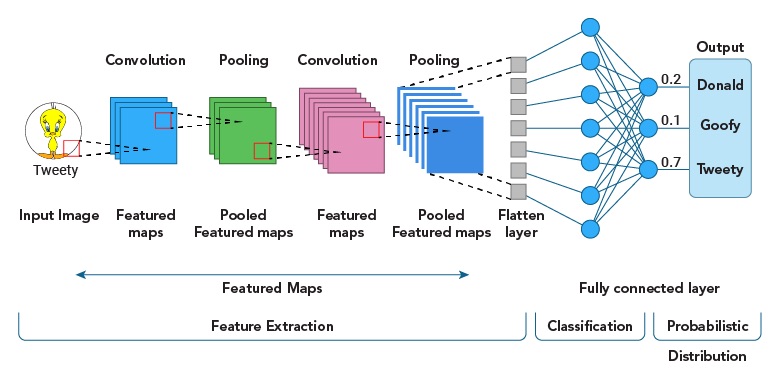 Output
Convolution
Pooling
Convolution
Pooling
0.2
Donald
0.1
Goofy
0.7
Tweety
Tweety
Input Image
Featured
maps
Pooled
Featured maps
Featured
maps
Pooled
Featured maps
Flatten
layer
Featured Maps
Fully connected layer
Feature Extraction
Classification
Probabilistic
Distribution